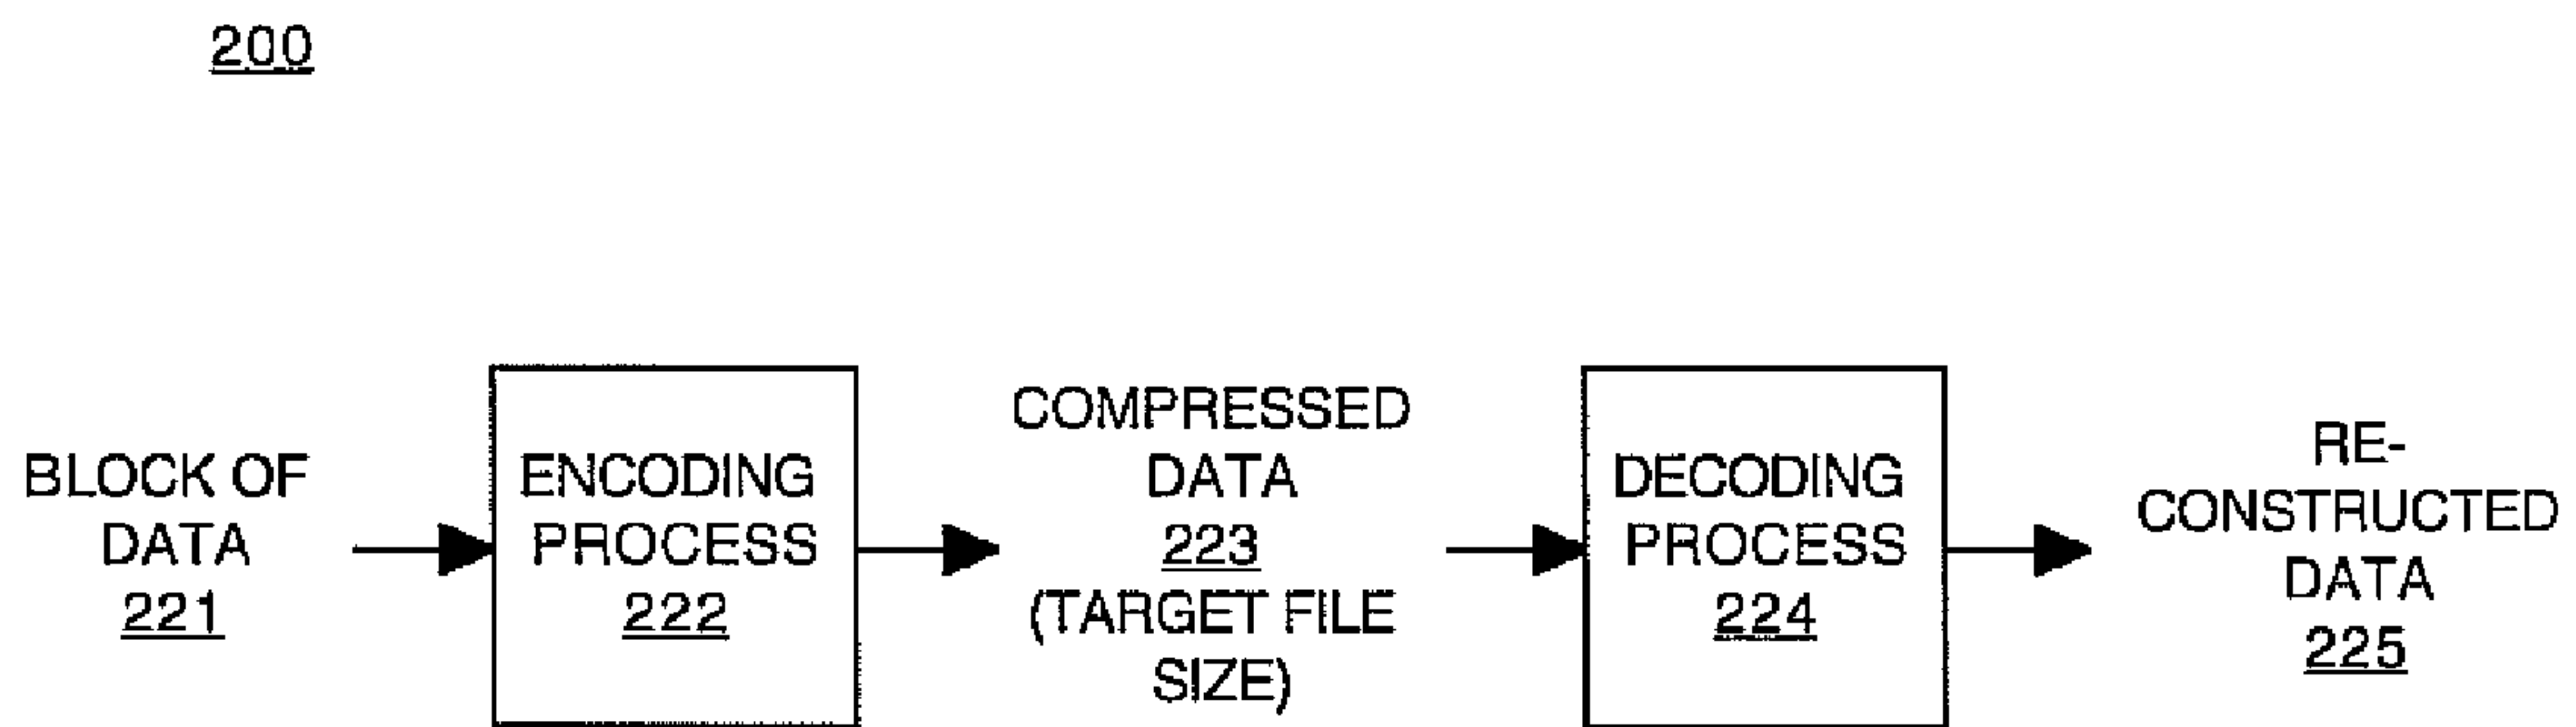 200
BLOCK OF
DATA
221
ENCODING
PROCESS
222
COMPRESSED
DATA
223
(TARGET FILE
SIZE)
DECODING
PROCESS
224
RE-
CONSTRUCTED
DATA
225